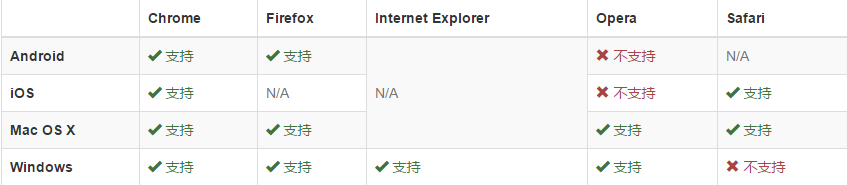 Chrome Firefox Internet Explorer Opera Safari
Android ✔ 支持 ✔ 支持 ✖ 不支持 N/A
iOS ✔ 支持 N/A N/A ✖ 不支持 ✔ 支持
Mac OS X ✔ 支持 ✔ 支持 ✔ 支持 ✔ 支持
Windows ✔ 支持 ✔ 支持 ✔ 支持 ✔ 支持 ✖ 不支持